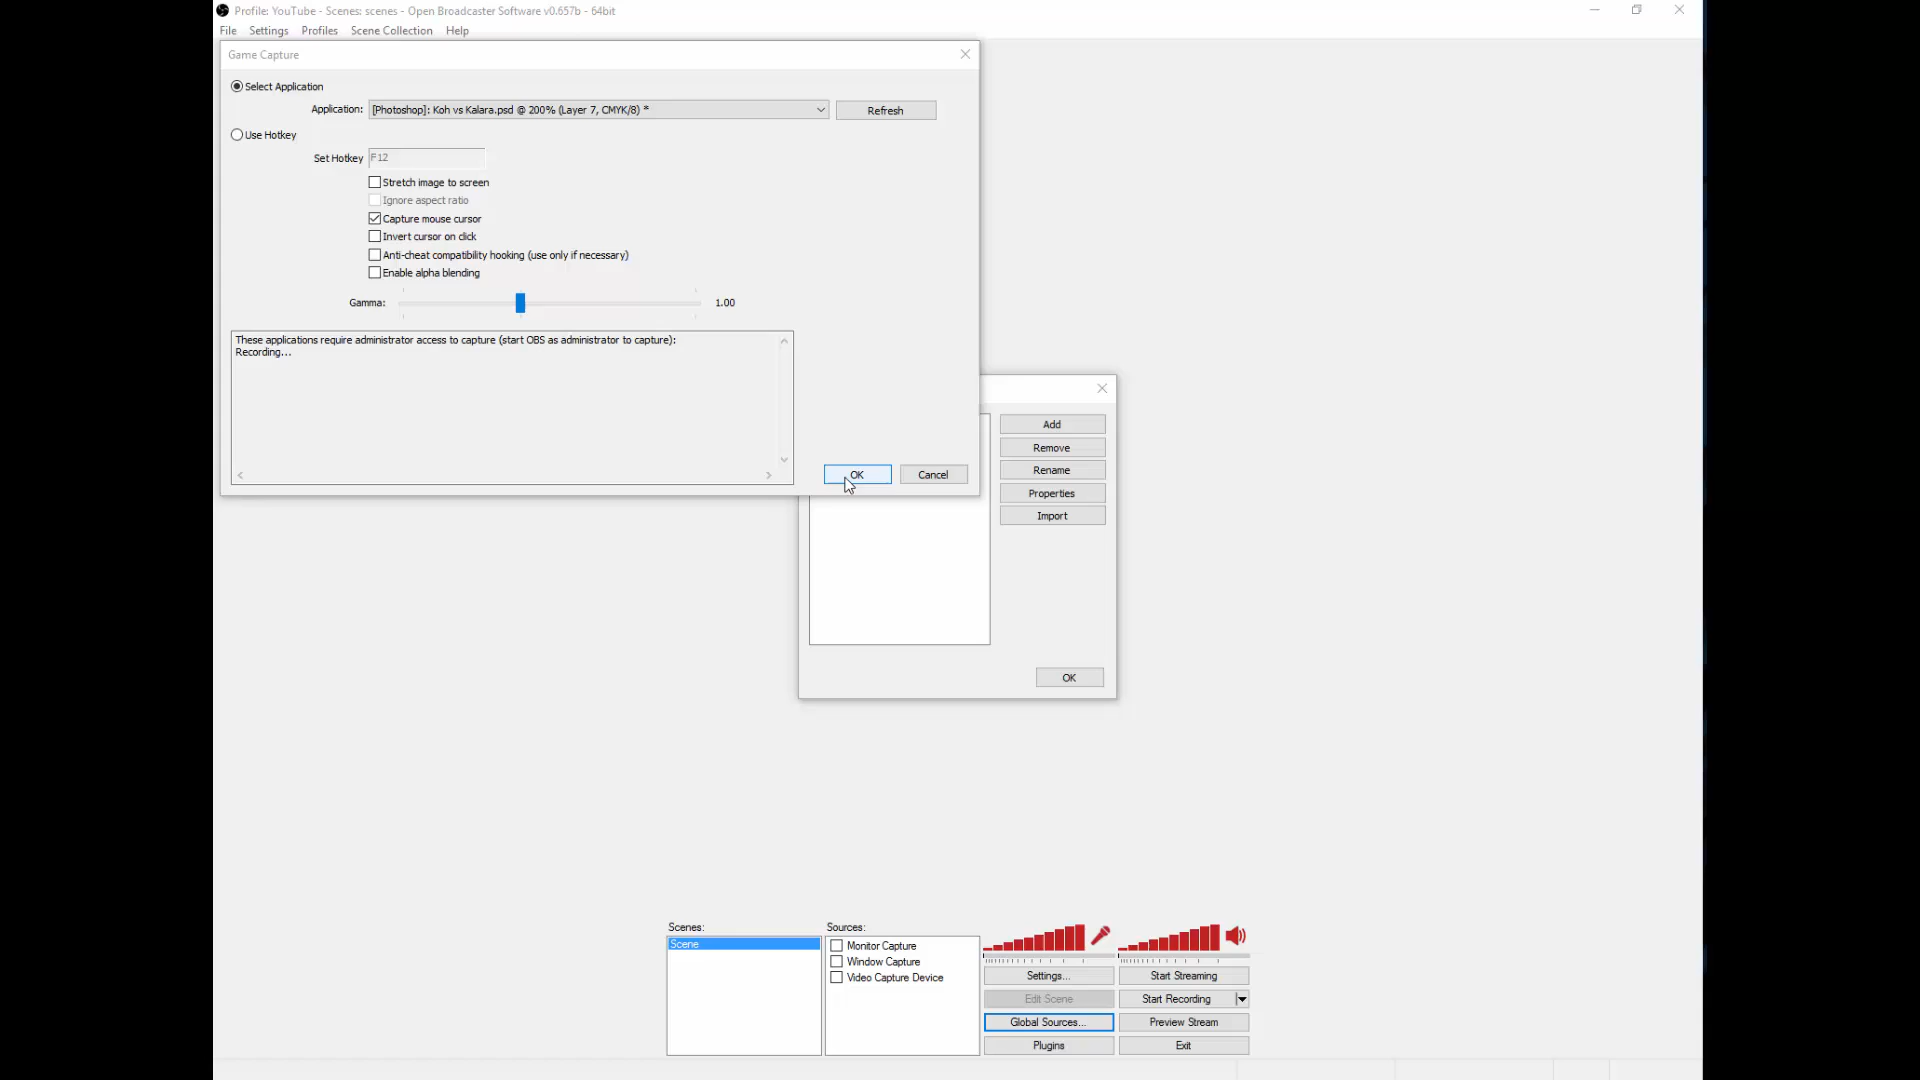 Profile: YouTube - Scenes: scenes - Open Broadcaster Software v0.657b - 64bit
File Settings Profiles Scene Collection Help
Game Capture
Select Application
Application: [Photoshop]: Koh vs Kalara.psd @ 200% (Layer 7, CMYK/8) * Refresh
Use Hotkey
Set Hotkey F12
Stretch image to screen
Ignore aspect ratio
Capture mouse cursor
Invert cursor on click
Anti-cheat compatibility hooking (use only if necessary)
Enable alpha blending
Gamma: 1.00
These applications require administrator access to capture (start OBS as administrator to capture):
Recording...
OK Cancel
Add
Remove
Rename
Properties
Import
OK
Scenes:
Scene
Sources:
Monitor Capture
Window Capture
Video Capture Device
Settings... Start Streaming
Edit Scene Start Recording
Global Sources... Preview Stream
Plugins Exit